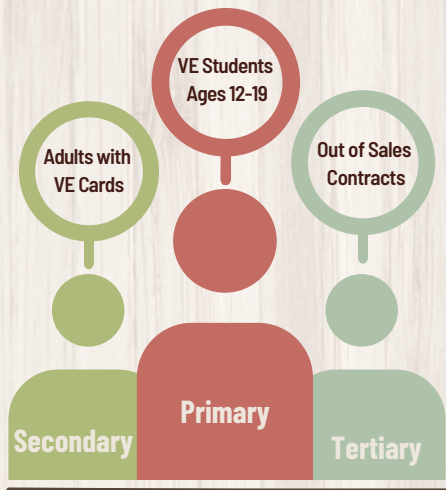 VE Students
Ages 12-19
Adults with
VE Cards
Out of Sales
Contracts
Primary
Secondary
Tertiary